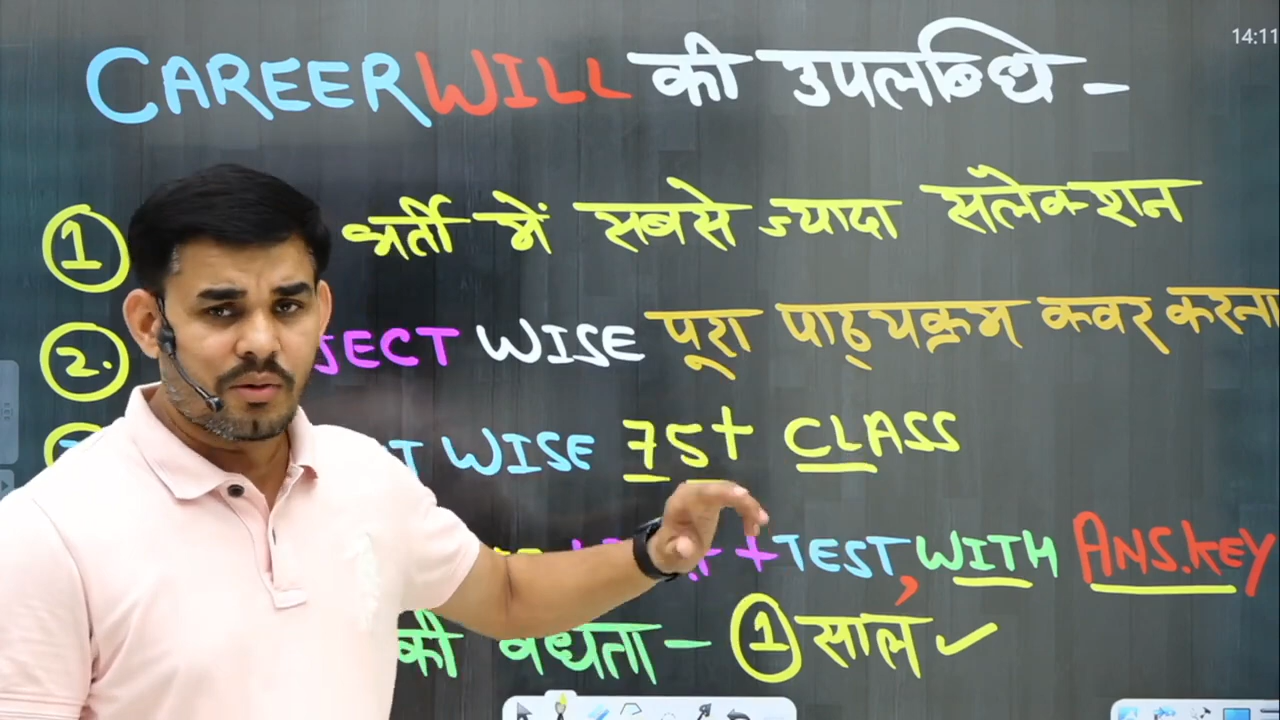 14:11
CAREERWILL की उपलब्धि -
1 भर्ती में सबसे ज्यादा सलेक्शन
2. JECT WISE पूरा पाठ्यक्रम कवर करना
WISE 75+ CLASS
+ TEST, WITH ANS.KEY
की वैधता - 1 साल ✓